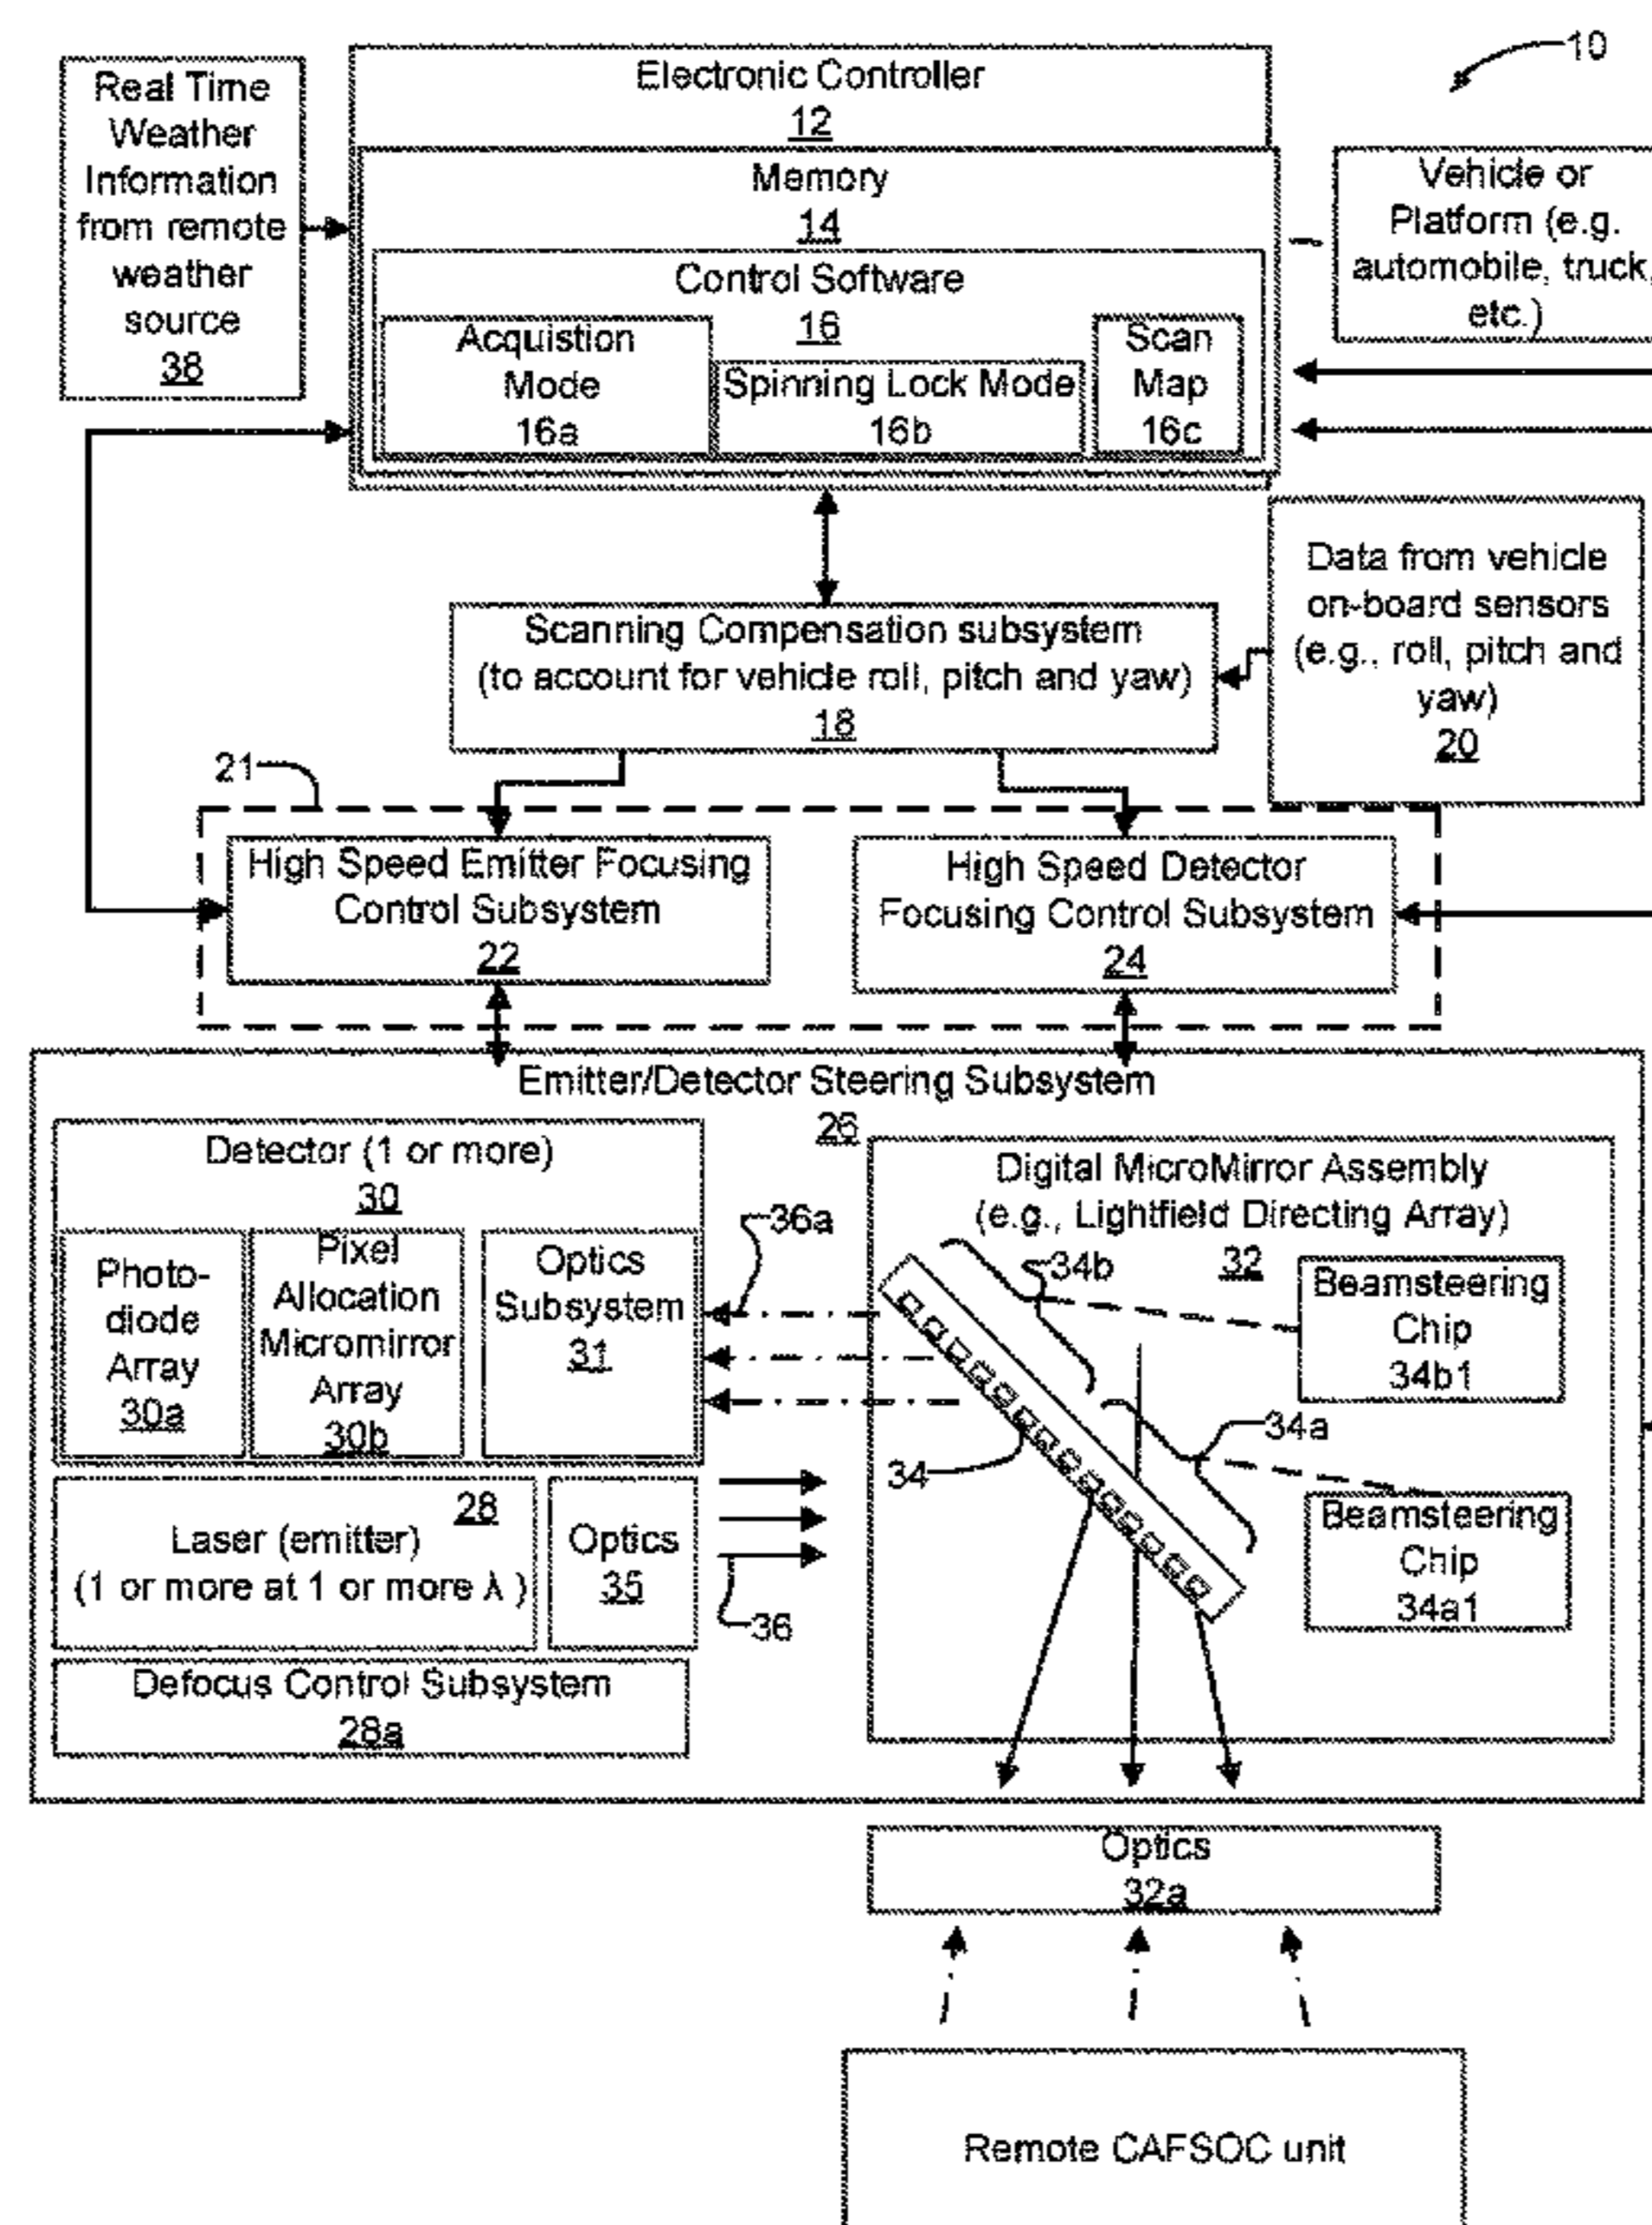 10
Real Time
Weather
Information
from remote
weather
source
38
Electronic Controller
12
Memory
14
Control Software
16
Acquistion
Mode
16a
Spinning Lock Mode
16b
Scan
Map
16c
Vehicle or
Platform (e.g.
automobile, truck,
etc.)
Scanning Compensation subsystem
(to account for vehicle roll, pitch and yaw)
18
Data from vehicle
on-board sensors
(e.g., roll, pitch and
yaw)
20
21
High Speed Emitter Focusing
Control Subsystem
22
High Speed Detector
Focusing Control Subsystem
24
Emitter/Detector Steering Subsystem
26
Detector (1 or more)
30
Photo-
diode
Array
30a
Pixel
Allocation
Micromirror
Array
30b
Optics
Subsystem
31
36a
Digital MicroMirror Assembly
(e.g., Lightfield Directing Array)
32
34b
Beamsteering
Chip
34b1
34a
34
Beamsteering
Chip
34a1
28
Laser (emitter)
(1 or more at 1 or more λ )
Optics
35
36
Defocus Control Subsystem
28a
Optics
32a
Remote CAFSOC unit